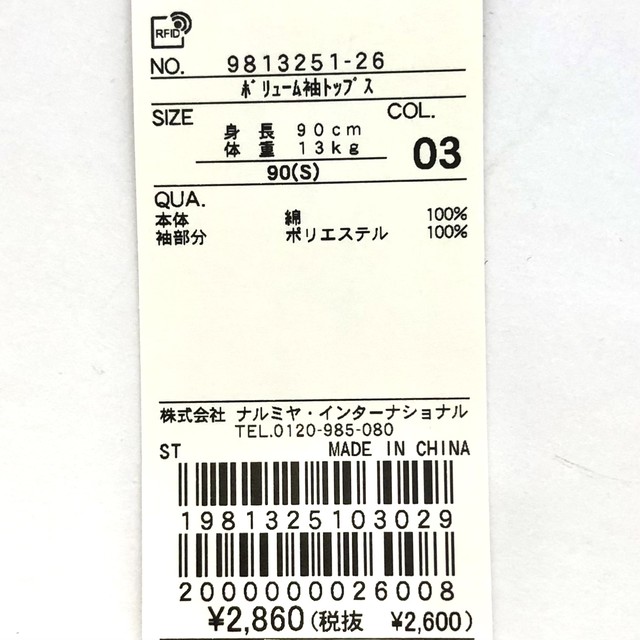 RFID
NO. 9813251-26
ﾎﾞﾘｭｰﾑ袖ﾄｯﾌﾟｽ
SIZE COL.
身長 90cm
体重 13kg 03
90(S)
QUA.
本体 綿 100%
袖部分 ポリエステル 100%
株式会社 ナルミヤ・インターナショナル
TEL.0120-985-080
ST MADE IN CHINA
1981325103029
2000000026008
¥2,860(税抜 ¥2,600)